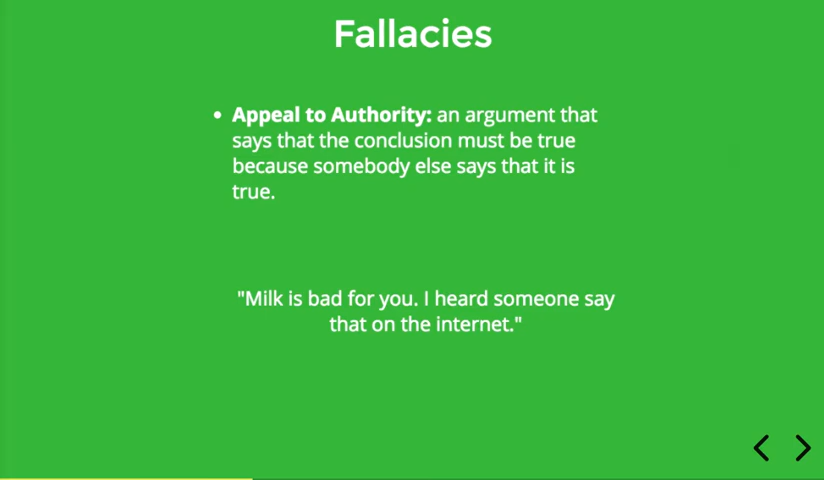 Fallacies
• Appeal to Authority: an argument that
says that the conclusion must be true
because somebody else says that it is
true.
"Milk is bad for you. I heard someone say
that on the internet."